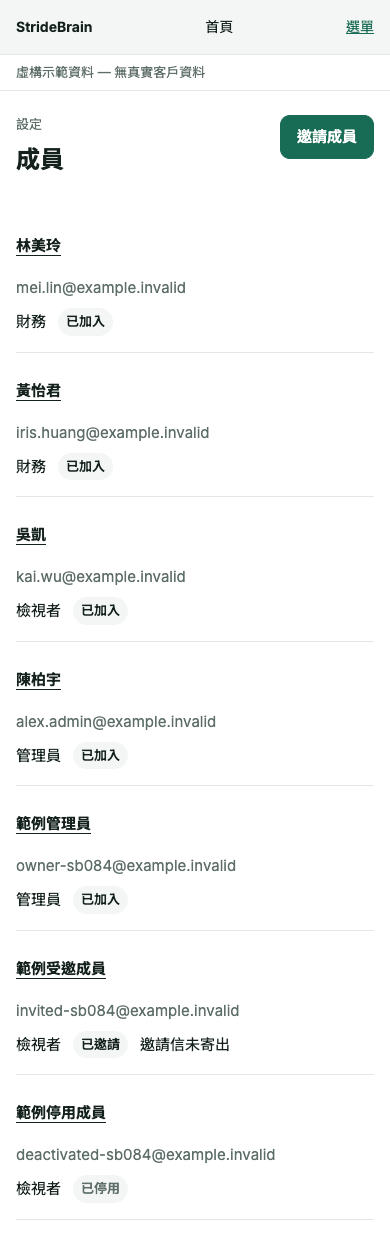 StrideBrain 首頁 選單
虛構示範資料 — 無真實客戶資料
設定
成員
邀請成員
林美玲
mei.lin@example.invalid
財務 已加入
黃怡君
iris.huang@example.invalid
財務 已加入
吳凱
kai.wu@example.invalid
檢視者 已加入
陳柏宇
alex.admin@example.invalid
管理員 已加入
範例管理員
owner-sb084@example.invalid
管理員 已加入
範例受邀成員
invited-sb084@example.invalid
檢視者 已邀請 邀請信未寄出
範例停用成員
deactivated-sb084@example.invalid
檢視者 已停用